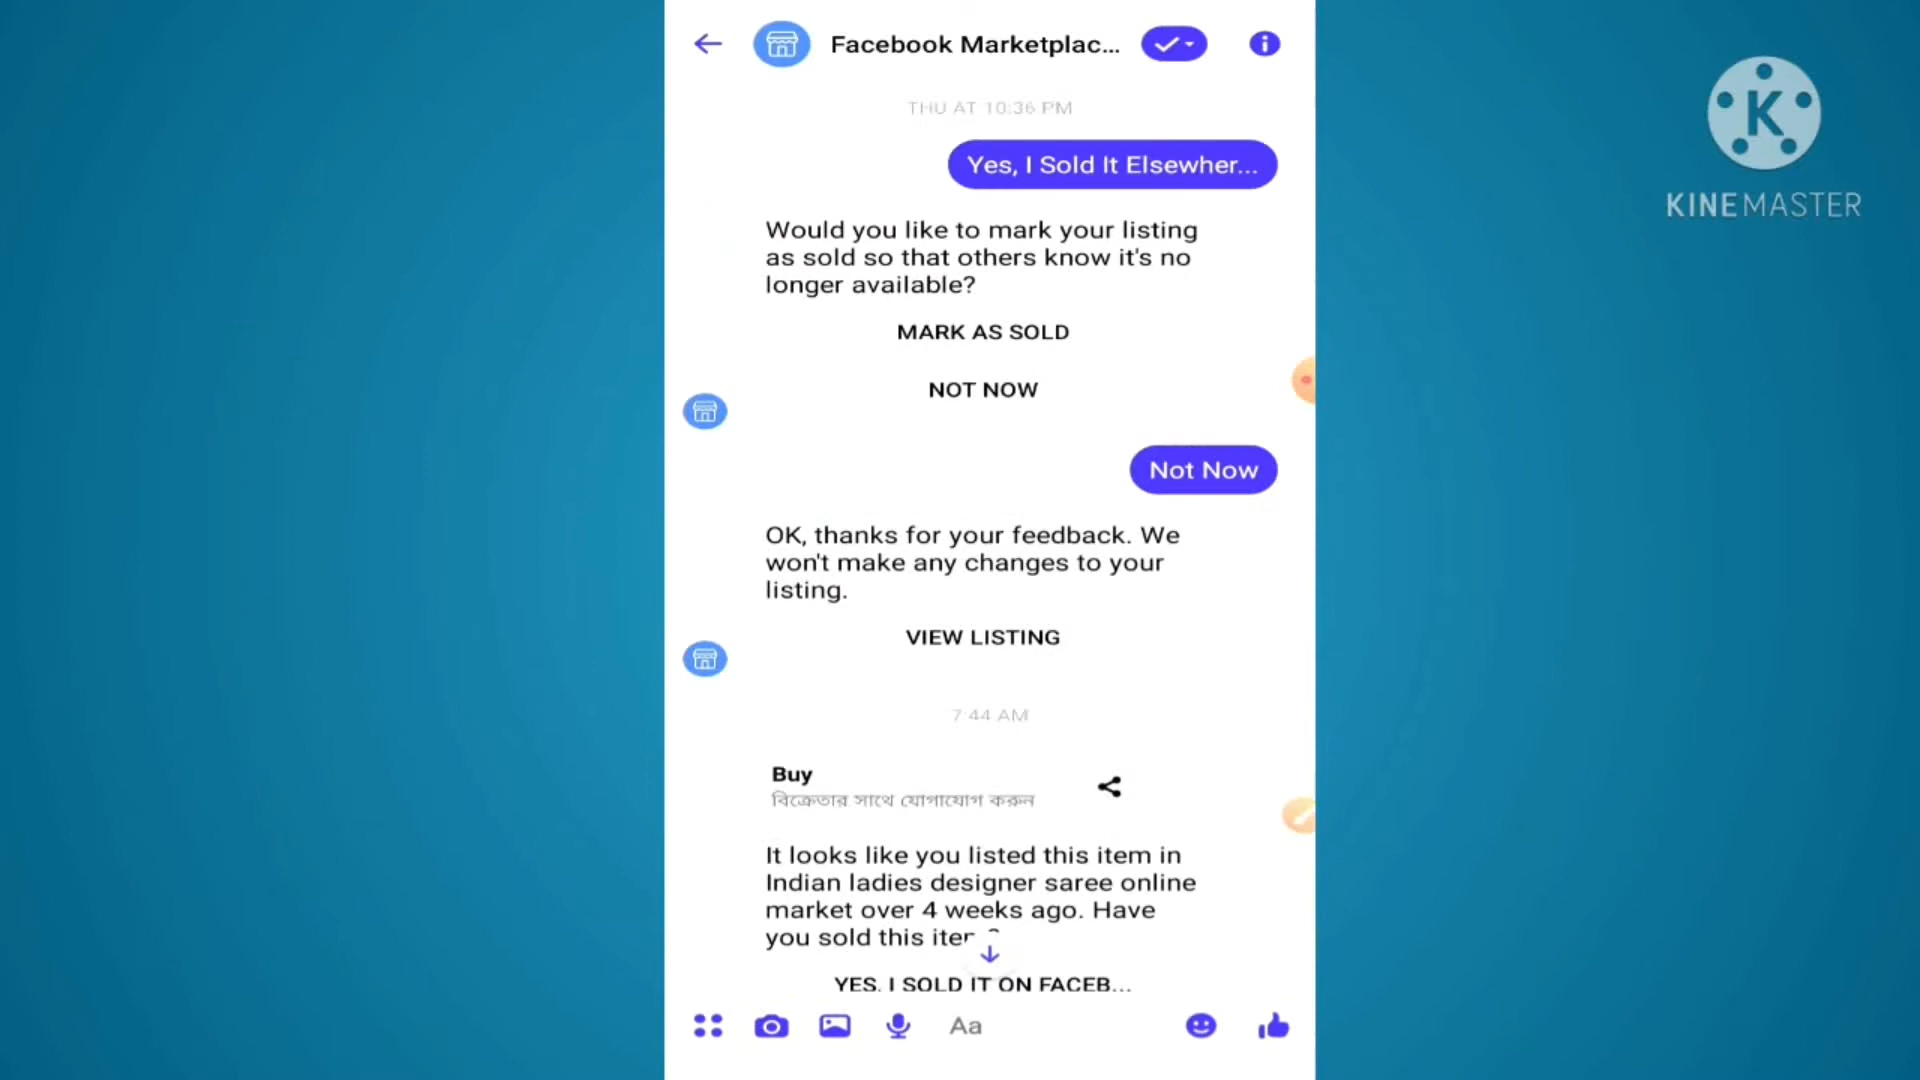 Facebook Marketplac...
THU AT 10:36 PM
Yes, I Sold It Elsewher...
Would you like to mark your listing
as sold so that others know it's no
longer available?
MARK AS SOLD
NOT NOW
Not Now
OK, thanks for your feedback. We
won't make any changes to your
listing.
VIEW LISTING
7:44 AM
Buy
বিক্রেতার সাথে যোগাযোগ করুন
It looks like you listed this item in
Indian ladies designer saree online
market over 4 weeks ago. Have
you sold this item?
YES, I SOLD IT ON FACEB...
Aa
K
KINEMASTER